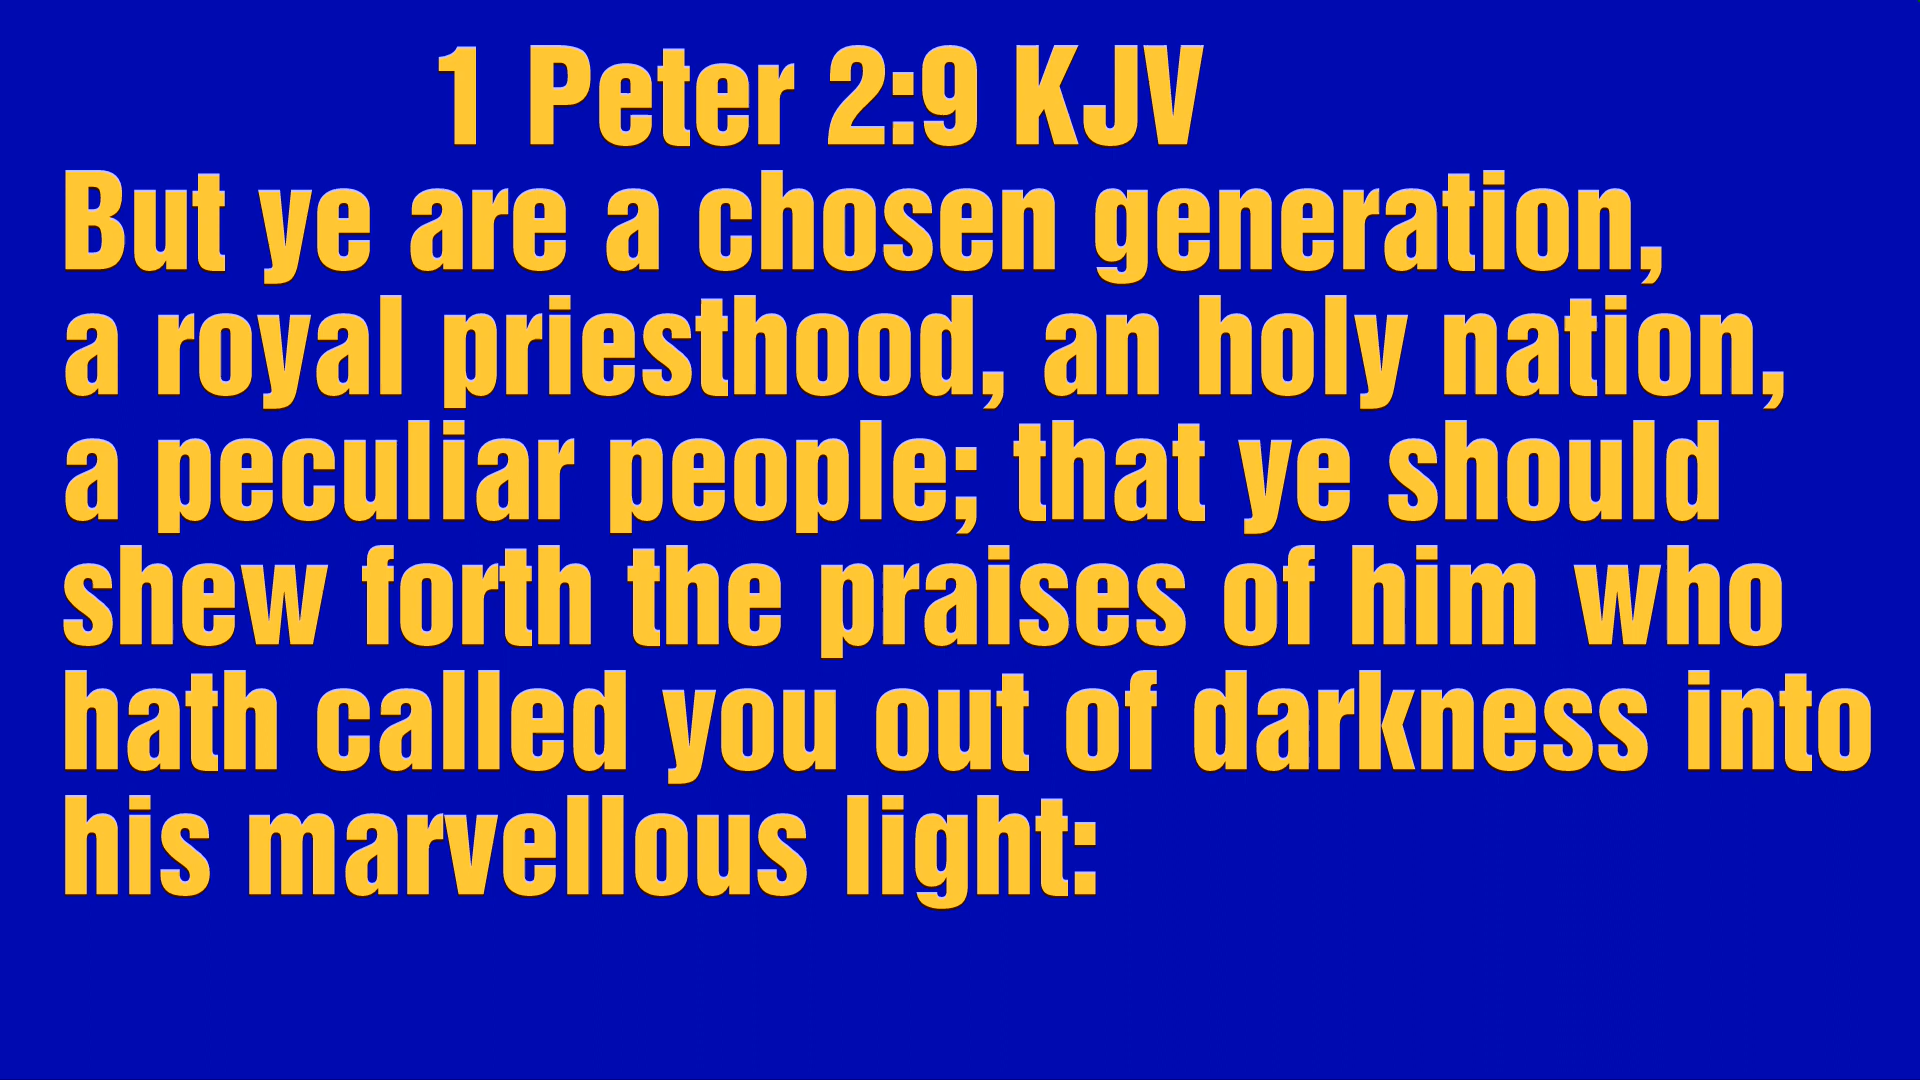 1 Peter 2:9 KJV
But ye are a chosen generation,
a royal priesthood, an holy nation,
a peculiar people; that ye should
shew forth the praises of him who
hath called you out of darkness into
his marvellous light: